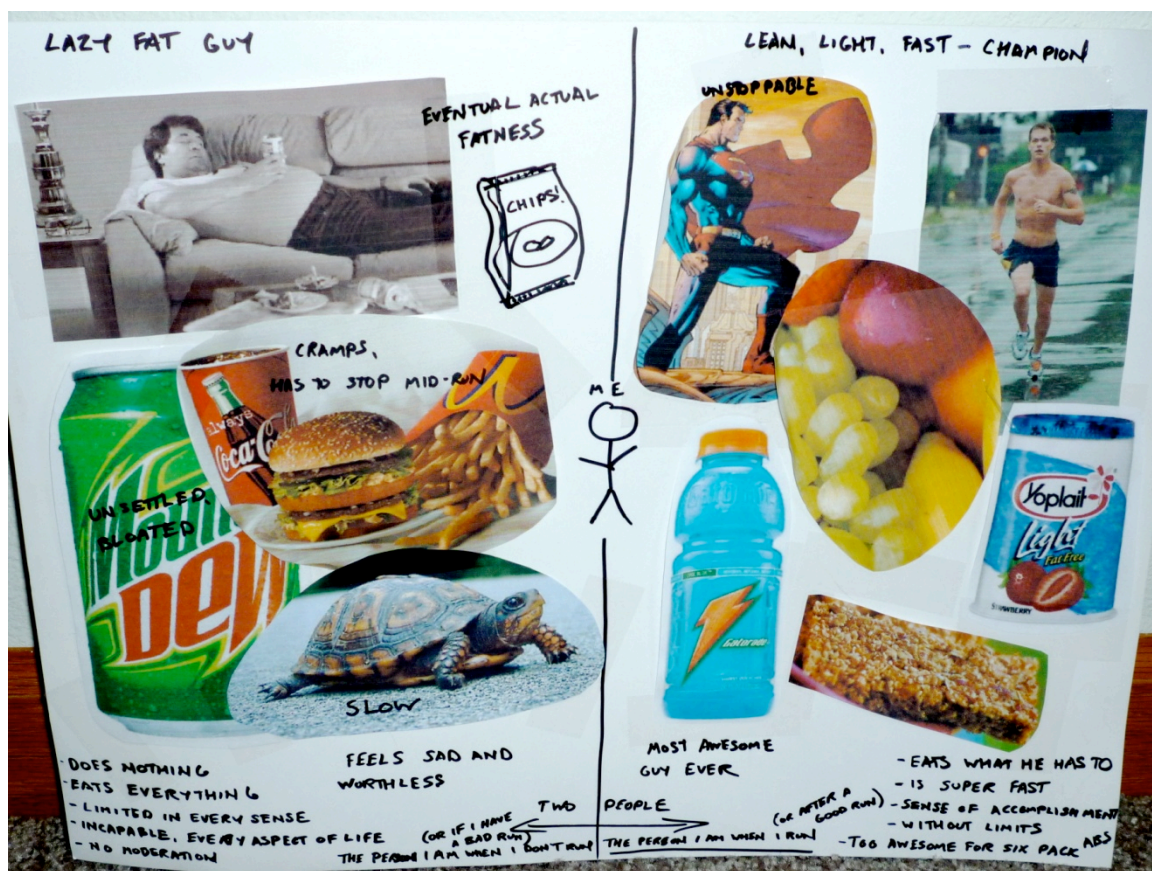 LAZY FAT GUY
EVENTUAL ACTUAL
FATNESS
CHIPS!
CRAMPS,
HAS TO STOP MID-RUN
always
Coca-Co
UNSETTLED,
BLOATED
Mount
DEW
SLOW
- DOES NOTHING
- EATS EVERYTHING
- LIMITED IN EVERY SENSE
- INCAPABLE, EVERY ASPECT OF LIFE
- NO MODERATION
FEELS SAD AND
WORTHLESS
ME
TWO PEOPLE
(OR IF I HAVE
A BAD RUN)
THE PERSON I AM WHEN I DON'T RUN
LEAN, LIGHT, FAST - CHAMPION
UNSTOPPABLE
Yoplait
Light
Fat Free
STRAWBERRY
Gatorade
MOST AWESOME
GUY EVER
(OR AFTER A
GOOD RUN)
THE PERSON I AM WHEN I RUN
- EATS WHAT HE HAS TO
- IS SUPER FAST
- SENSE OF ACCOMPLISHMENT
- WITHOUT LIMITS
- TOO AWESOME FOR SIX PACK ABS